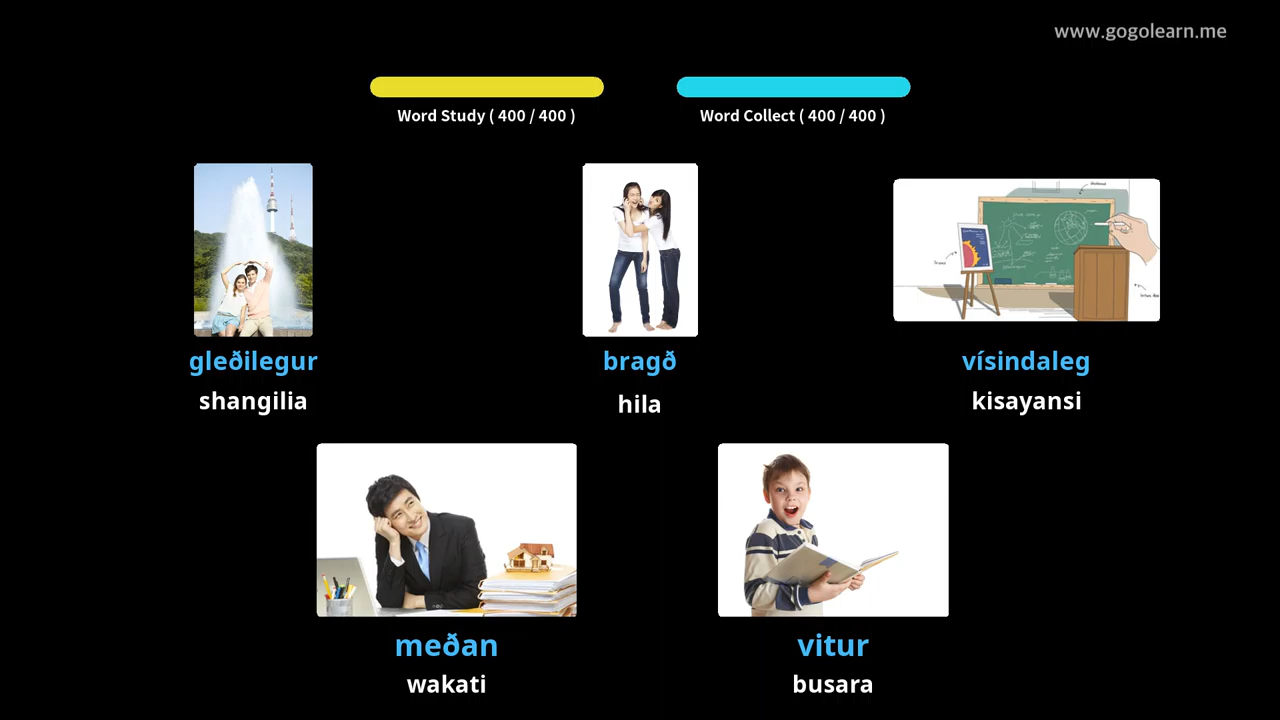 www.gogolearn.me
Word Study ( 400 / 400 )
Word Collect ( 400 / 400 )
gleðilegur
bragð
vísindaleg
shangilia
hila
kisayansi
meðan
vitur
wakati
busara